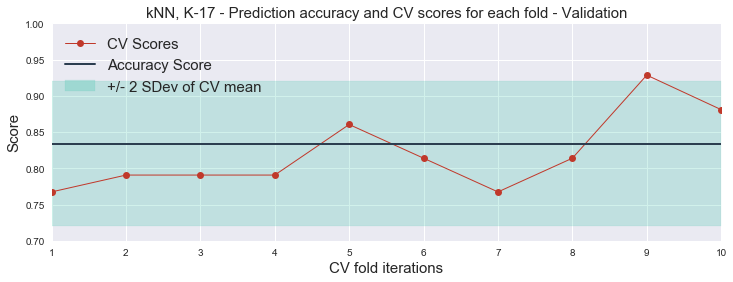 kNN, K-17 - Prediction accuracy and CV scores for each fold - Validation
1.00
0.95
0.90
0.85
0.80
0.75
0.70
Score
CV Scores
Accuracy Score
+/- 2 SDev of CV mean
1 2 3 4 5 6 7 8 9 10
CV fold iterations